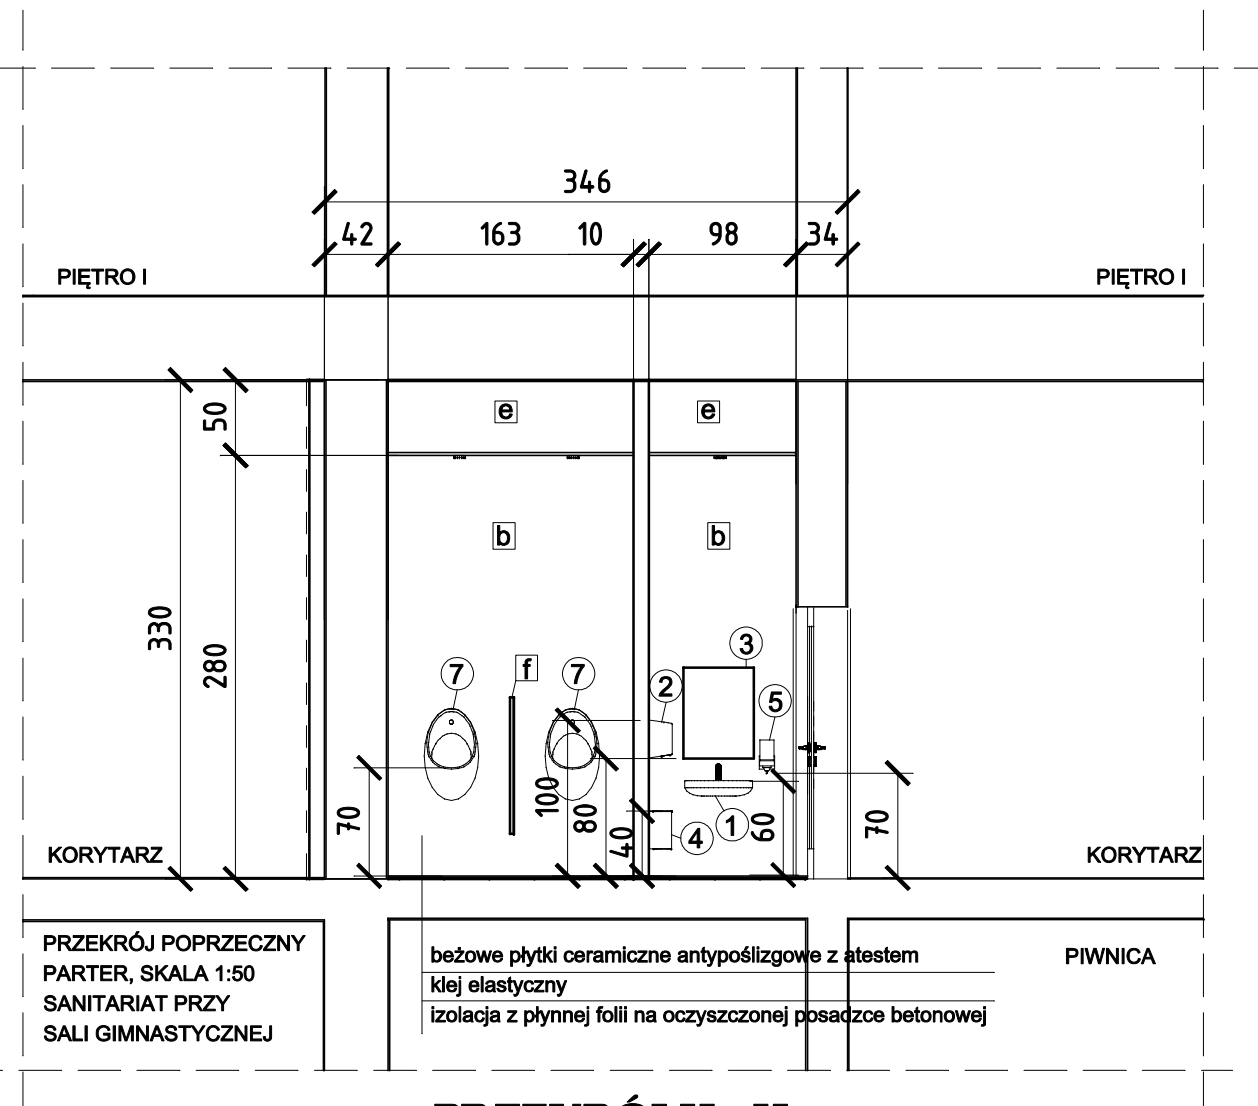 346
42 163 10 98 34
PIĘTRO I
PIĘTRO I
50
e
e
b
b
330
280
7
f
7
3
2
5
1
4
70
100
80
40
60
70
KORYTARZ
KORYTARZ
PRZEKRÓJ POPRZECZNY
PARTER, SKALA 1:50
SANITARIAT PRZY
SALI GIMNASTYCZNEJ
beżowe płytki ceramiczne antypoślizgowe z atestem
klej elastyczny
izolacja z płynnej folii na oczyszczonej posadzce betonowej
PIWNICA